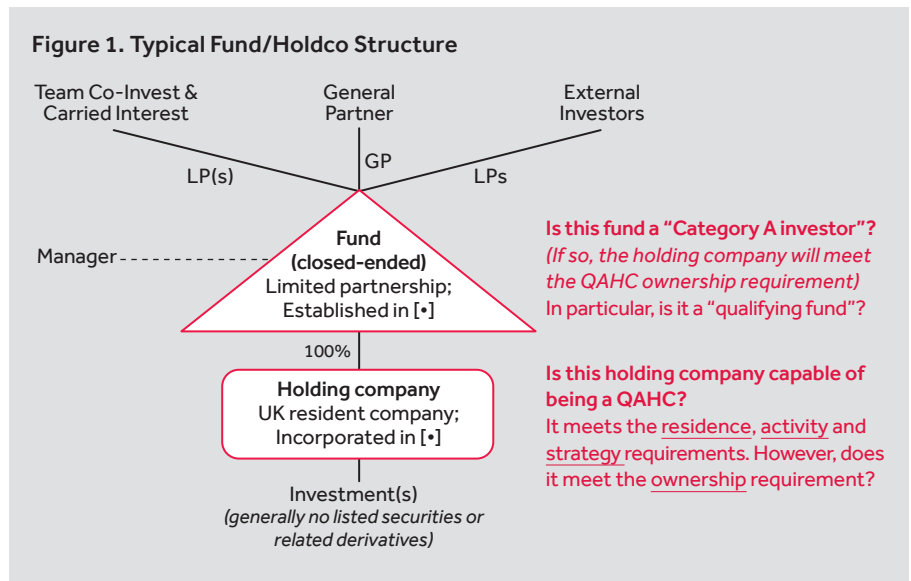 Figure 1. Typical Fund/Holdco Structure
Team Co-Invest &
Carried Interest
General
Partner
External
Investors
LP(s)
GP
LPs
Manager
Fund
(closed-ended)
Limited partnership;
Established in [•]
Is this fund a “Category A investor”?
(If so, the holding company will meet
the QAHC ownership requirement)
In particular, is it a “qualifying fund”?
100%
Holding company
UK resident company;
Incorporated in [•]
Is this holding company capable of
being a QAHC?
It meets the residence, activity and
strategy requirements. However, does
it meet the ownership requirement?
Investment(s)
(generally no listed securities or
related derivatives)